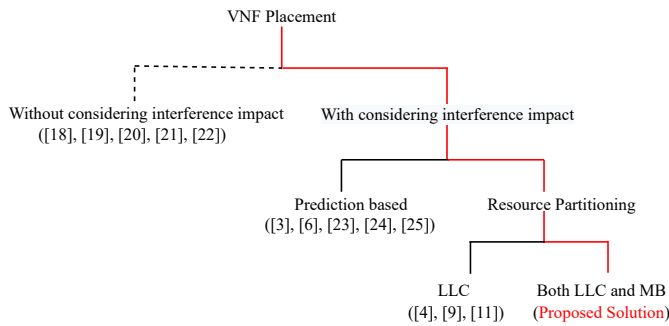 VNF Placement
Without considering interference impact
([18], [19], [20], [21], [22])
With considering interference impact
Prediction based
([3], [6], [23], [24], [25])
Resource Partitioning
LLC
([4], [9], [11])
Both LLC and MB
(Proposed Solution)